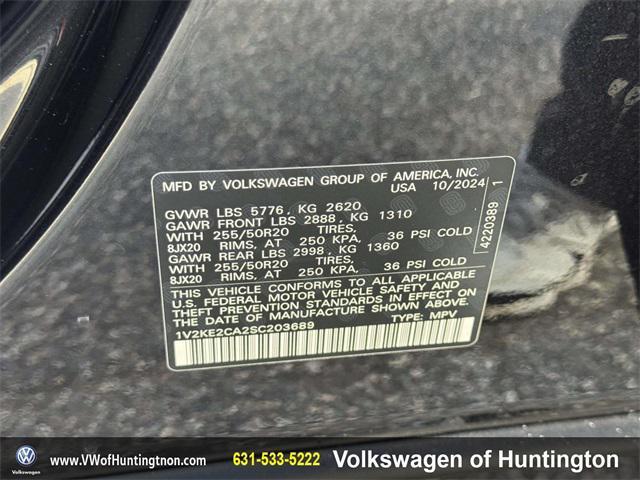 MFD BY VOLKSWAGEN GROUP OF AMERICA, INC.
USA 10/2024
GVWR LBS 5776, KG 2620
GAWR FRONT LBS 2888, KG 1310
WITH 255/50R20 TIRES,
8JX20 RIMS, AT 250 KPA, 36 PSI COLD
GAWR REAR LBS 2998, KG 1360
WITH 255/50R20 TIRES,
8JX20 RIMS, AT 250 KPA, 36 PSI COLD
THIS VEHICLE CONFORMS TO ALL APPLICABLE
U.S. FEDERAL MOTOR VEHICLE SAFETY AND
THEFT PREVENTION STANDARDS IN EFFECT ON
THE DATE OF MANUFACTURE SHOWN ABOVE.
1V2KE2CA2SC203689 TYPE: MPV
4220389 1
Volkswagen
www.VWofHuntingtnon.com
631-533-5222
Volkswagen of Huntington